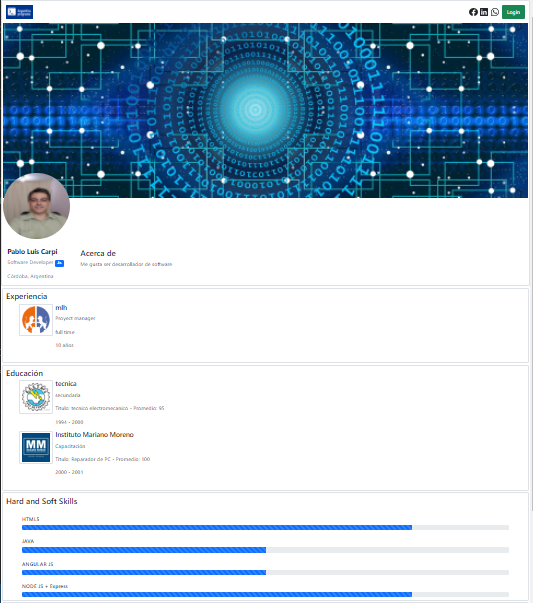 Login
Pablo Luis Carpi
Software Developer
Córdoba, Argentina
Acerca de
Me gusta ser desarrollador de software
Experiencia
mlh
Proyect manager
full time
10 años
Educación
tecnica
secundaria
Titulo: tecnico electromecanico • Promedio: 95
1994 • 2000
MM
Instituto Mariano Moreno
Capacitación
Titulo: Reparador de PC • Promedio: 100
2000 • 2001
Hard and Soft Skills
HTML5
JAVA
ANGULAR JS
NODE JS + Express